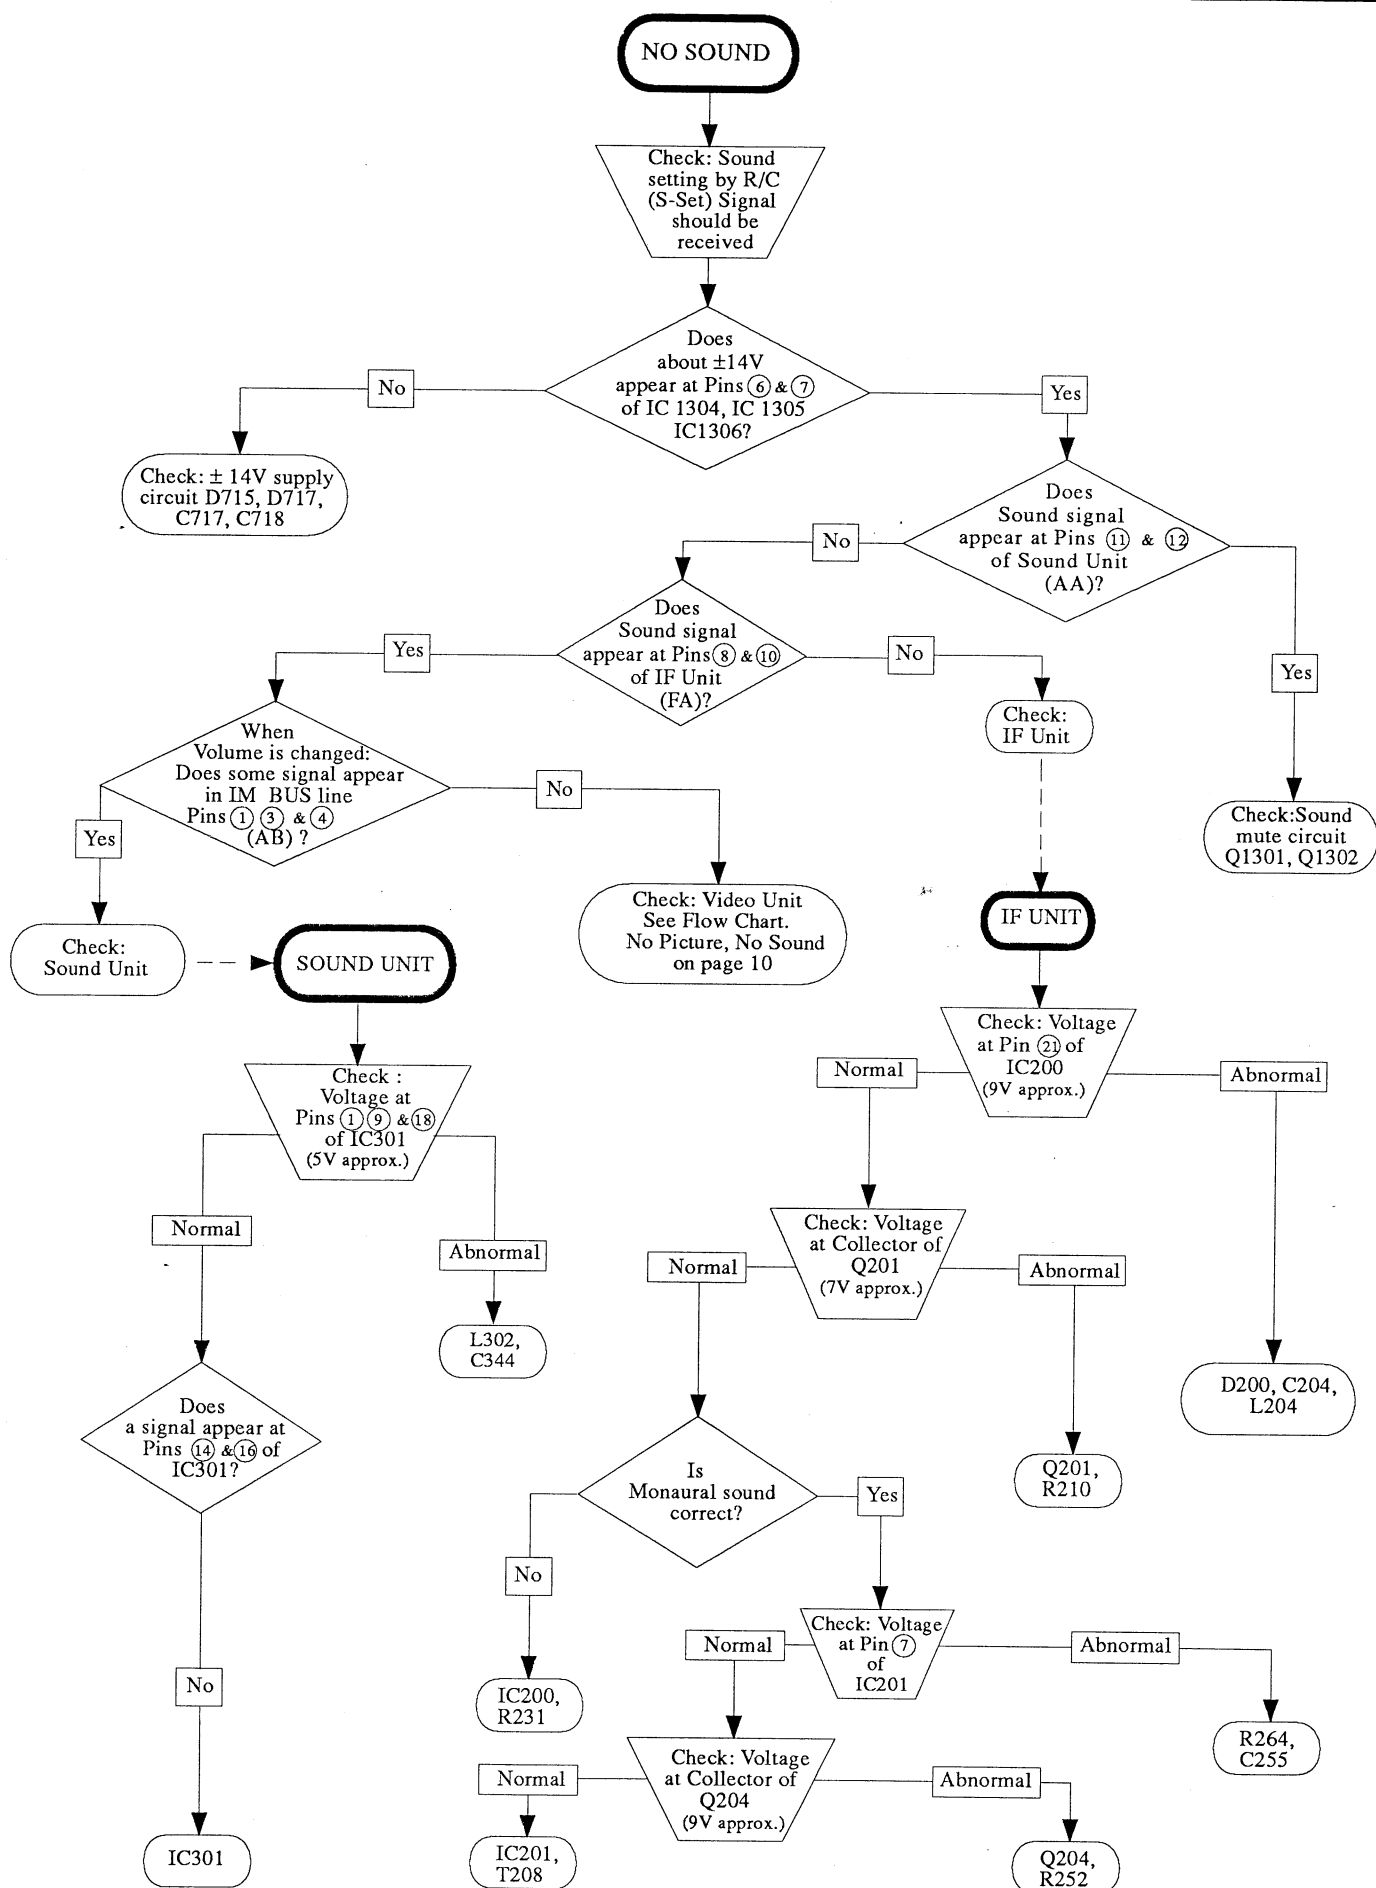 NO SOUND
Check: Sound
setting by R/C
(S-Set) Signal
should be
received
Does
about ±14V
appear at Pins ⑥ & ⑦
of IC 1304, IC 1305
IC1306?
No
Yes
Check: ± 14V supply
circuit D715, D717,
C717, C718
Does
Sound signal
appear at Pins ⑪ & ⑫
of Sound Unit
(AA)?
No
Yes
Does
Sound signal
appear at Pins ⑧ & ⑩
of IF Unit
(FA)?
Yes
No
Check:
IF Unit
When
Volume is changed:
Does some signal appear
in IM BUS line
Pins ① ③ & ④
(AB) ?
Yes
No
Check:Sound
mute circuit
Q1301, Q1302
Check: Video Unit
See Flow Chart.
No Picture, No Sound
on page 10
Check:
Sound Unit
SOUND UNIT
IF UNIT
Check :
Voltage at
Pins ① ⑨ & ⑱
of IC301
(5V approx.)
Normal
Abnormal
L302,
C344
Does
a signal appear at
Pins ⑭ & ⑯ of
IC301?
No
IC301
Check: Voltage
at Pin ㉑ of
IC200
(9V approx.)
Normal
Abnormal
D200, C204,
L204
Check: Voltage
at Collector of
Q201
(7V approx.)
Normal
Abnormal
Q201,
R210
Is
Monaural sound
correct?
No
Yes
IC200,
R231
Check: Voltage
at Pin ⑦
of
IC201
Normal
Abnormal
R264,
C255
Check: Voltage
at Collector of
Q204
(9V approx.)
Normal
Abnormal
IC201,
T208
Q204,
R252